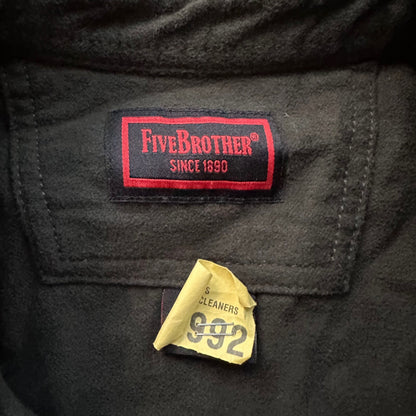 FIVEBROTHER®
SINCE 1890
S
CLEANERS
992